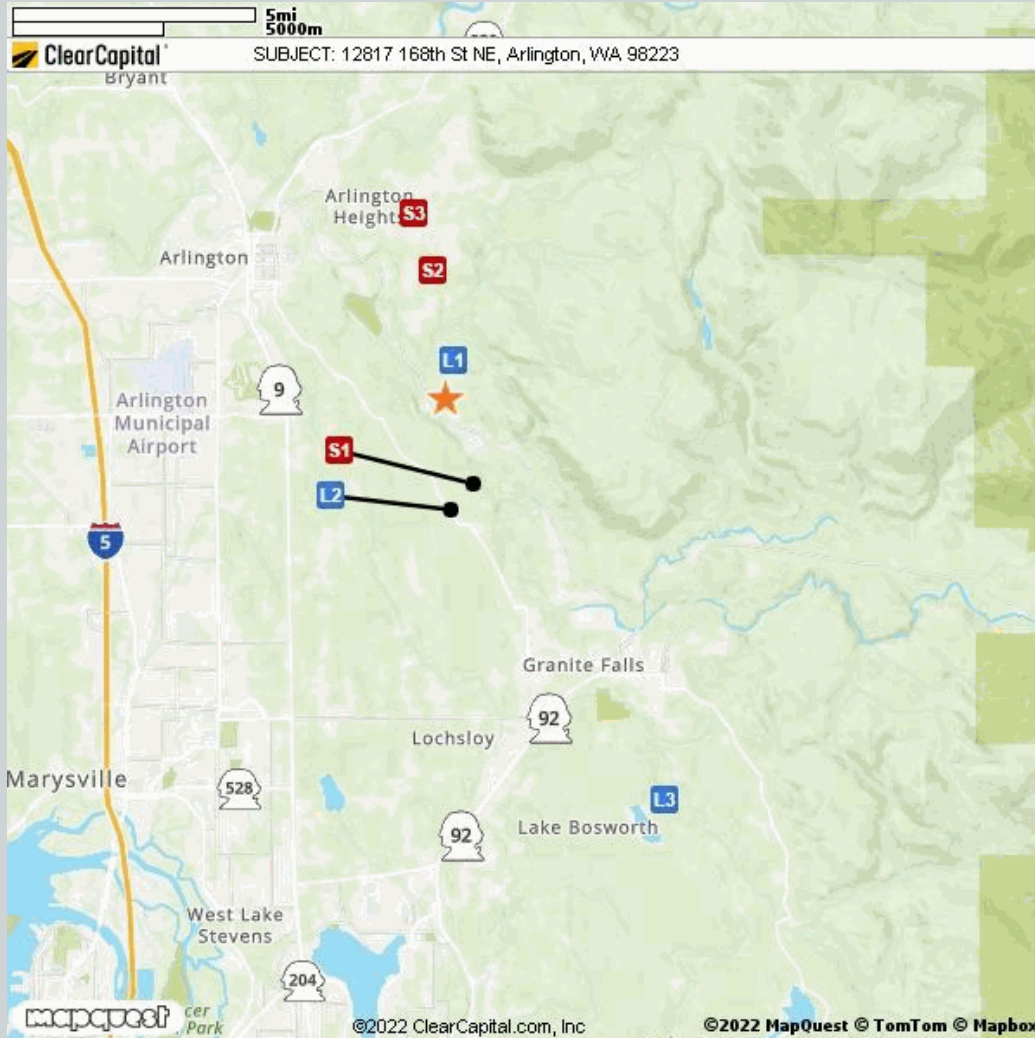 5mi
5000m
ClearCapital
SUBJECT: 12817 168th St NE, Arlington, WA 98223
Bryant
Arlington
Heights
S3
Arlington
S2
L1
9
Arlington
Municipal
Airport
S1
L2
5
Granite Falls
92
Lochsloy
Marysville
528
L3
92
Lake Bosworth
West Lake
Stevens
204
mapquest
cer
Park
©2022 ClearCapital.com, Inc
©2022 MapQuest © TomTom © Mapbox